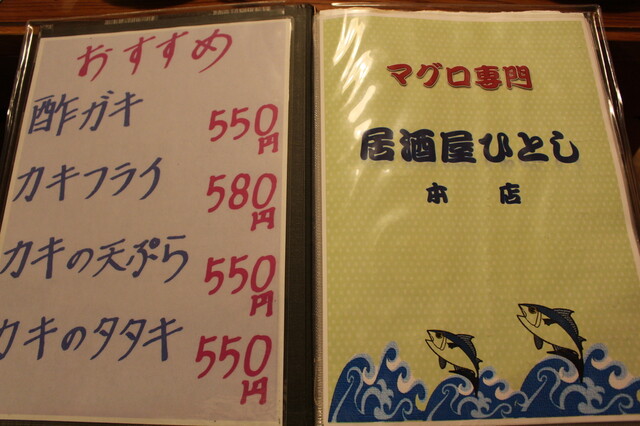 おすすめ
酢ガキ 550円
カキフライ 580円
カキの天ぷら 550円
カキのタタキ 550円
マグロ専門
居酒屋ひとし
本店